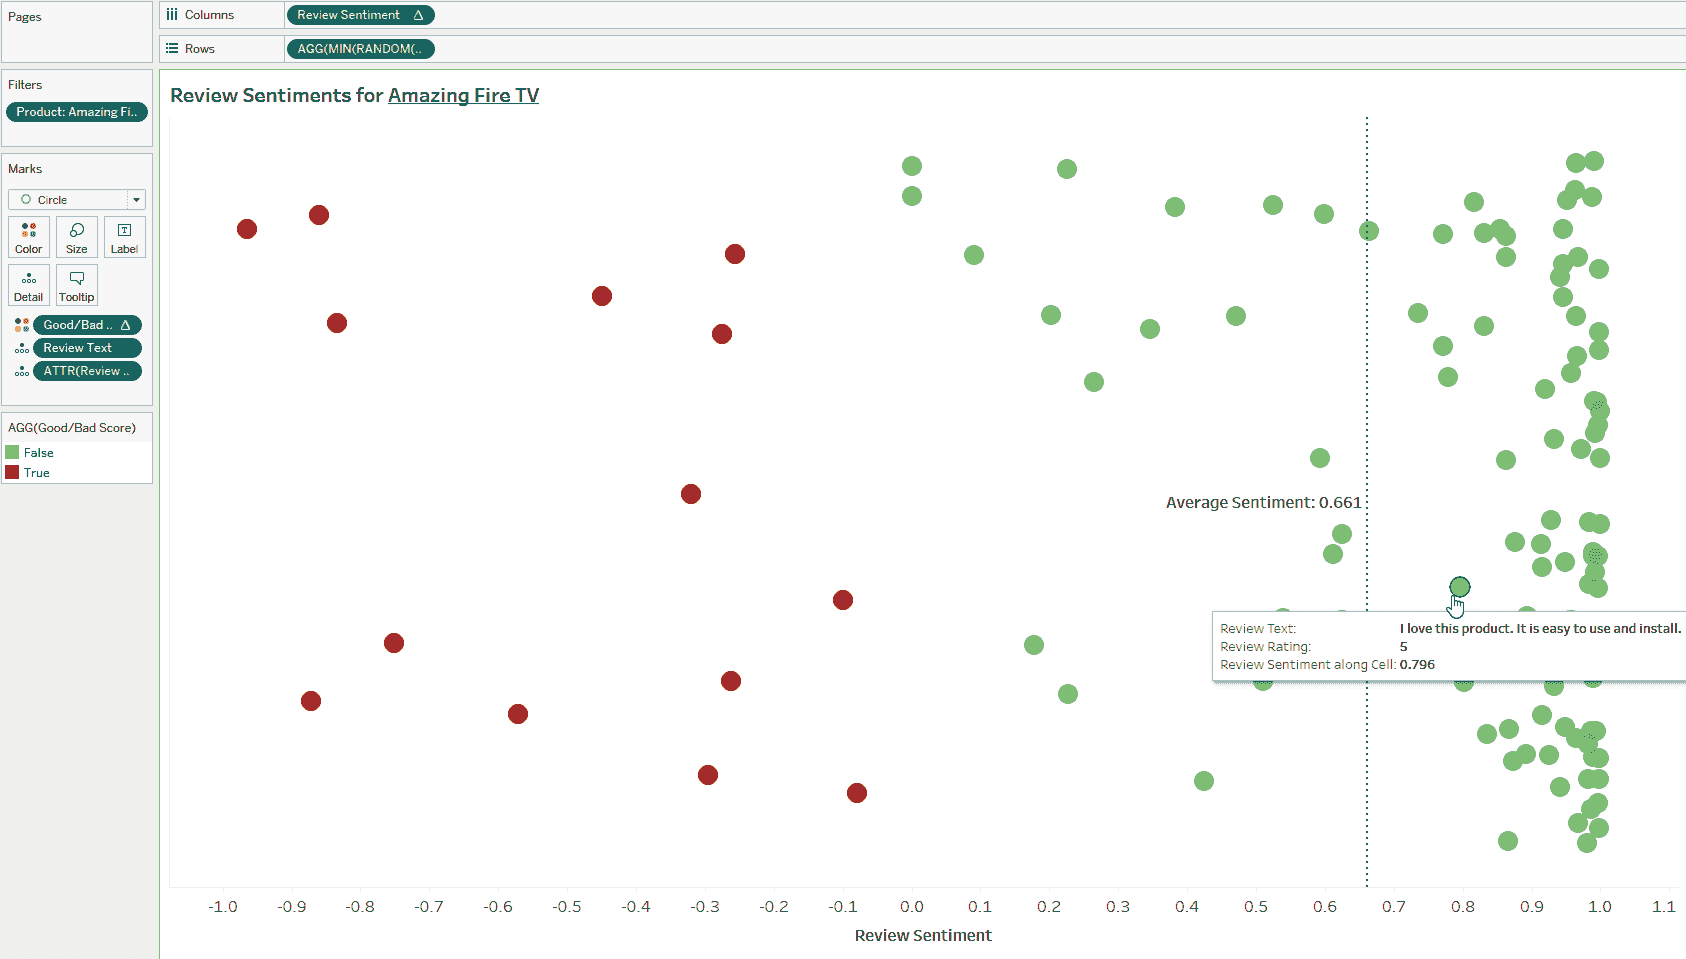 Pages
Columns
Review Sentiment
Rows
AGG(MIN(RANDOM(..
Filters
Product: Amazing Fi..
Marks
Circle
Color
Size
Label
Detail
Tooltip
Good/Bad ..
Review Text
ATTR(Review ..
AGG(Good/Bad Score)
False
True
Review Sentiments for Amazing Fire TV
Average Sentiment: 0.661
Review Text: I love this product. It is easy to use and install.
Review Rating: 5
Review Sentiment along Cell: 0.796
-1.0 -0.9 -0.8 -0.7 -0.6 -0.5 -0.4 -0.3 -0.2 -0.1 0.0 0.1 0.2 0.3 0.4 0.5 0.6 0.7 0.8 0.9 1.0 1.1
Review Sentiment